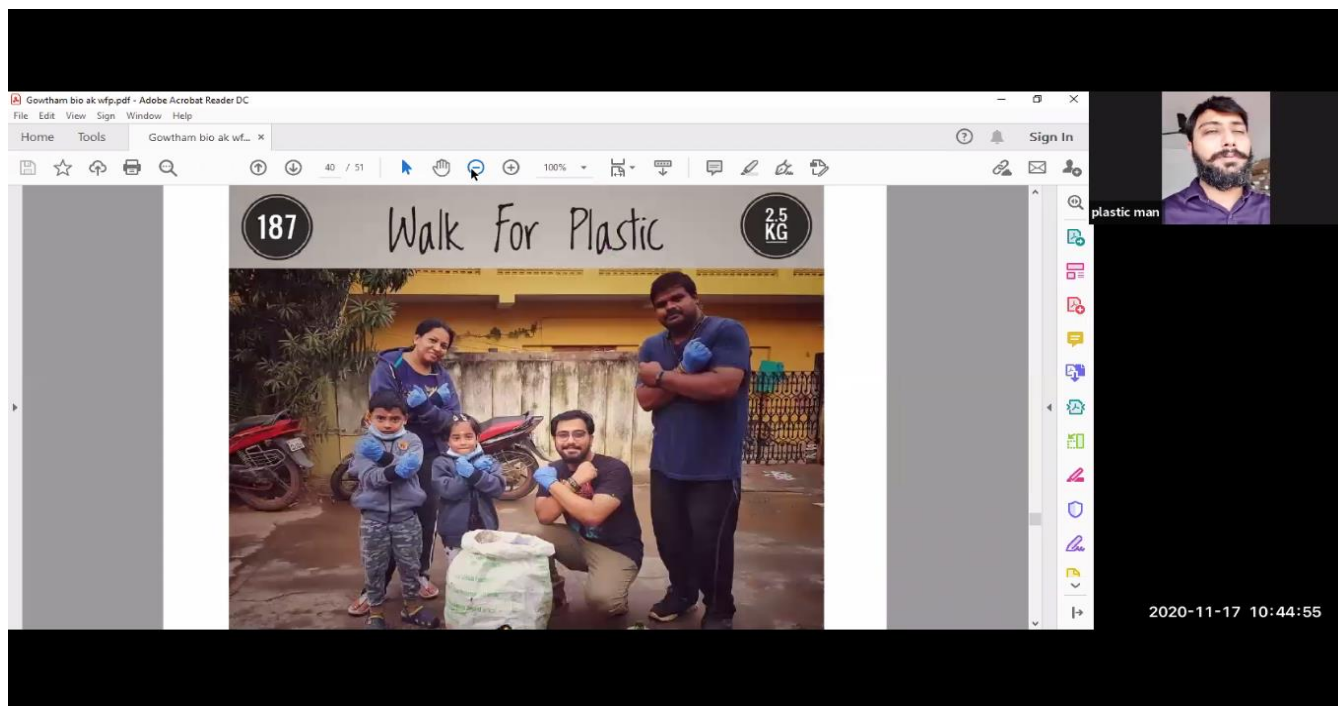 Gowtham bio ak wfp.pdf - Adobe Acrobat Reader DC
File Edit View Sign Window Help
Home Tools Gowtham bio ak wf... × Sign In
40 / 51 100%
187 Walk For Plastic 2.5
KG
plastic man
2020-11-17 10:44:55